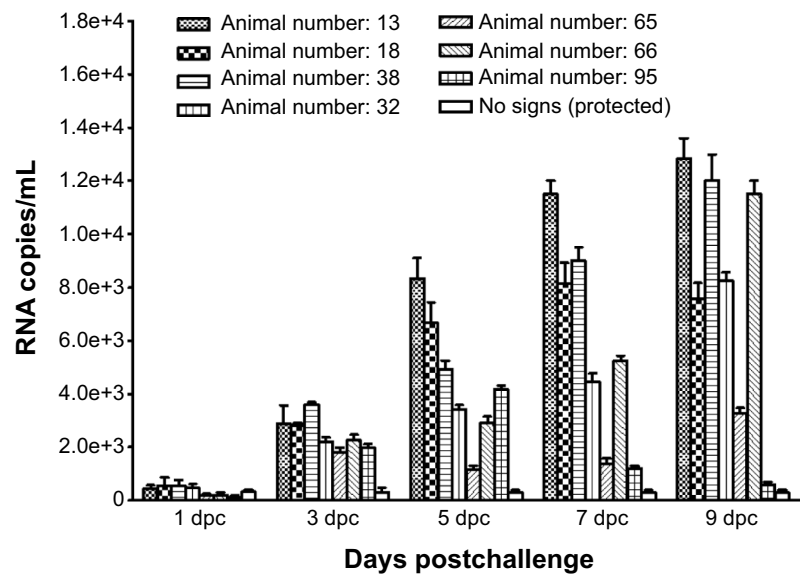 1.8e+4
1.6e+4
1.4e+4
1.2e+4
1.0e+4
8.0e+3
6.0e+3
4.0e+3
2.0e+3
0
RNA copies/mL
Animal number: 13
Animal number: 18
Animal number: 38
Animal number: 32
Animal number: 65
Animal number: 66
Animal number: 95
No signs (protected)
1 dpc
3 dpc
5 dpc
7 dpc
9 dpc
Days postchallenge